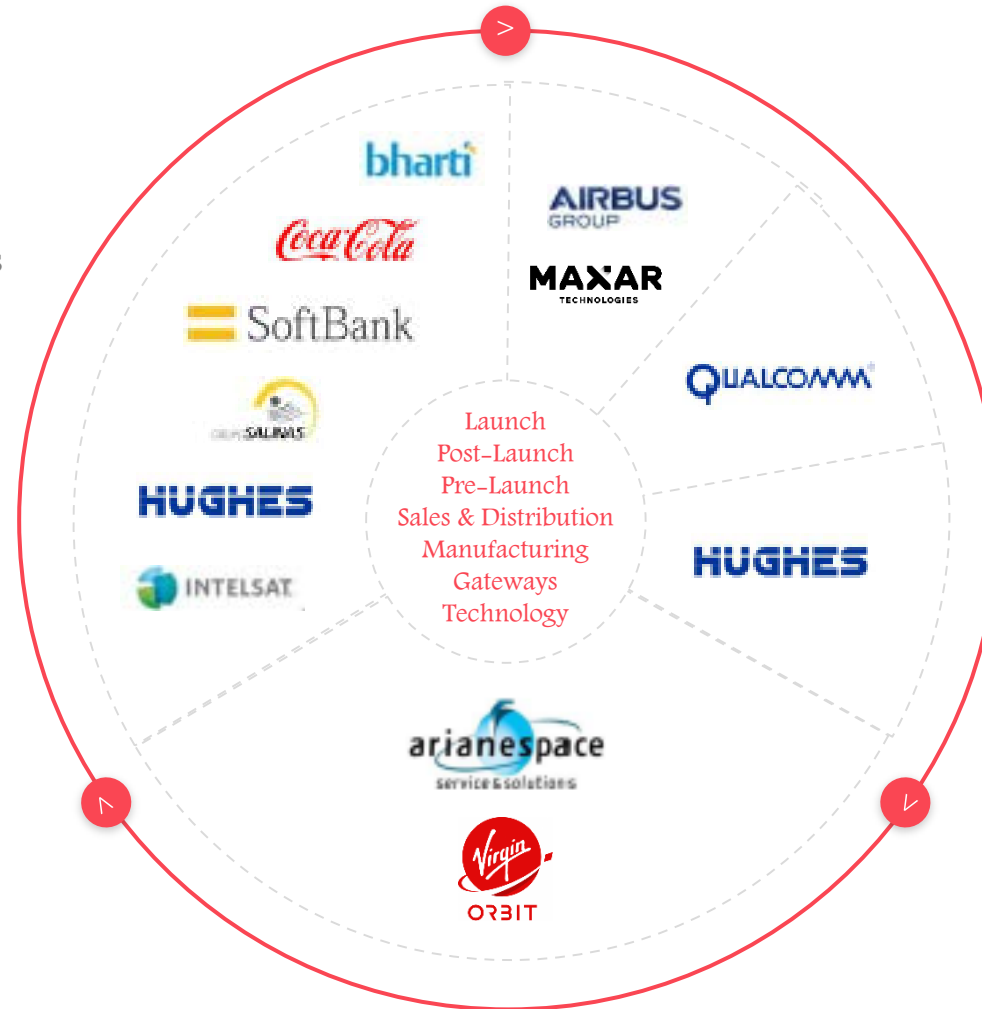 bharti
Coca-Cola
SoftBank
SALINAS
HUGHES
INTELSAT
AIRBUS
GROUP
MAXAR
TECHNOLOGIES
QUALCOMM®
HUGHES
Launch
Post-Launch
Pre-Launch
Sales & Distribution
Manufacturing
Gateways
Technology
arianespace
service & solutions
Virgin
ORBIT
s